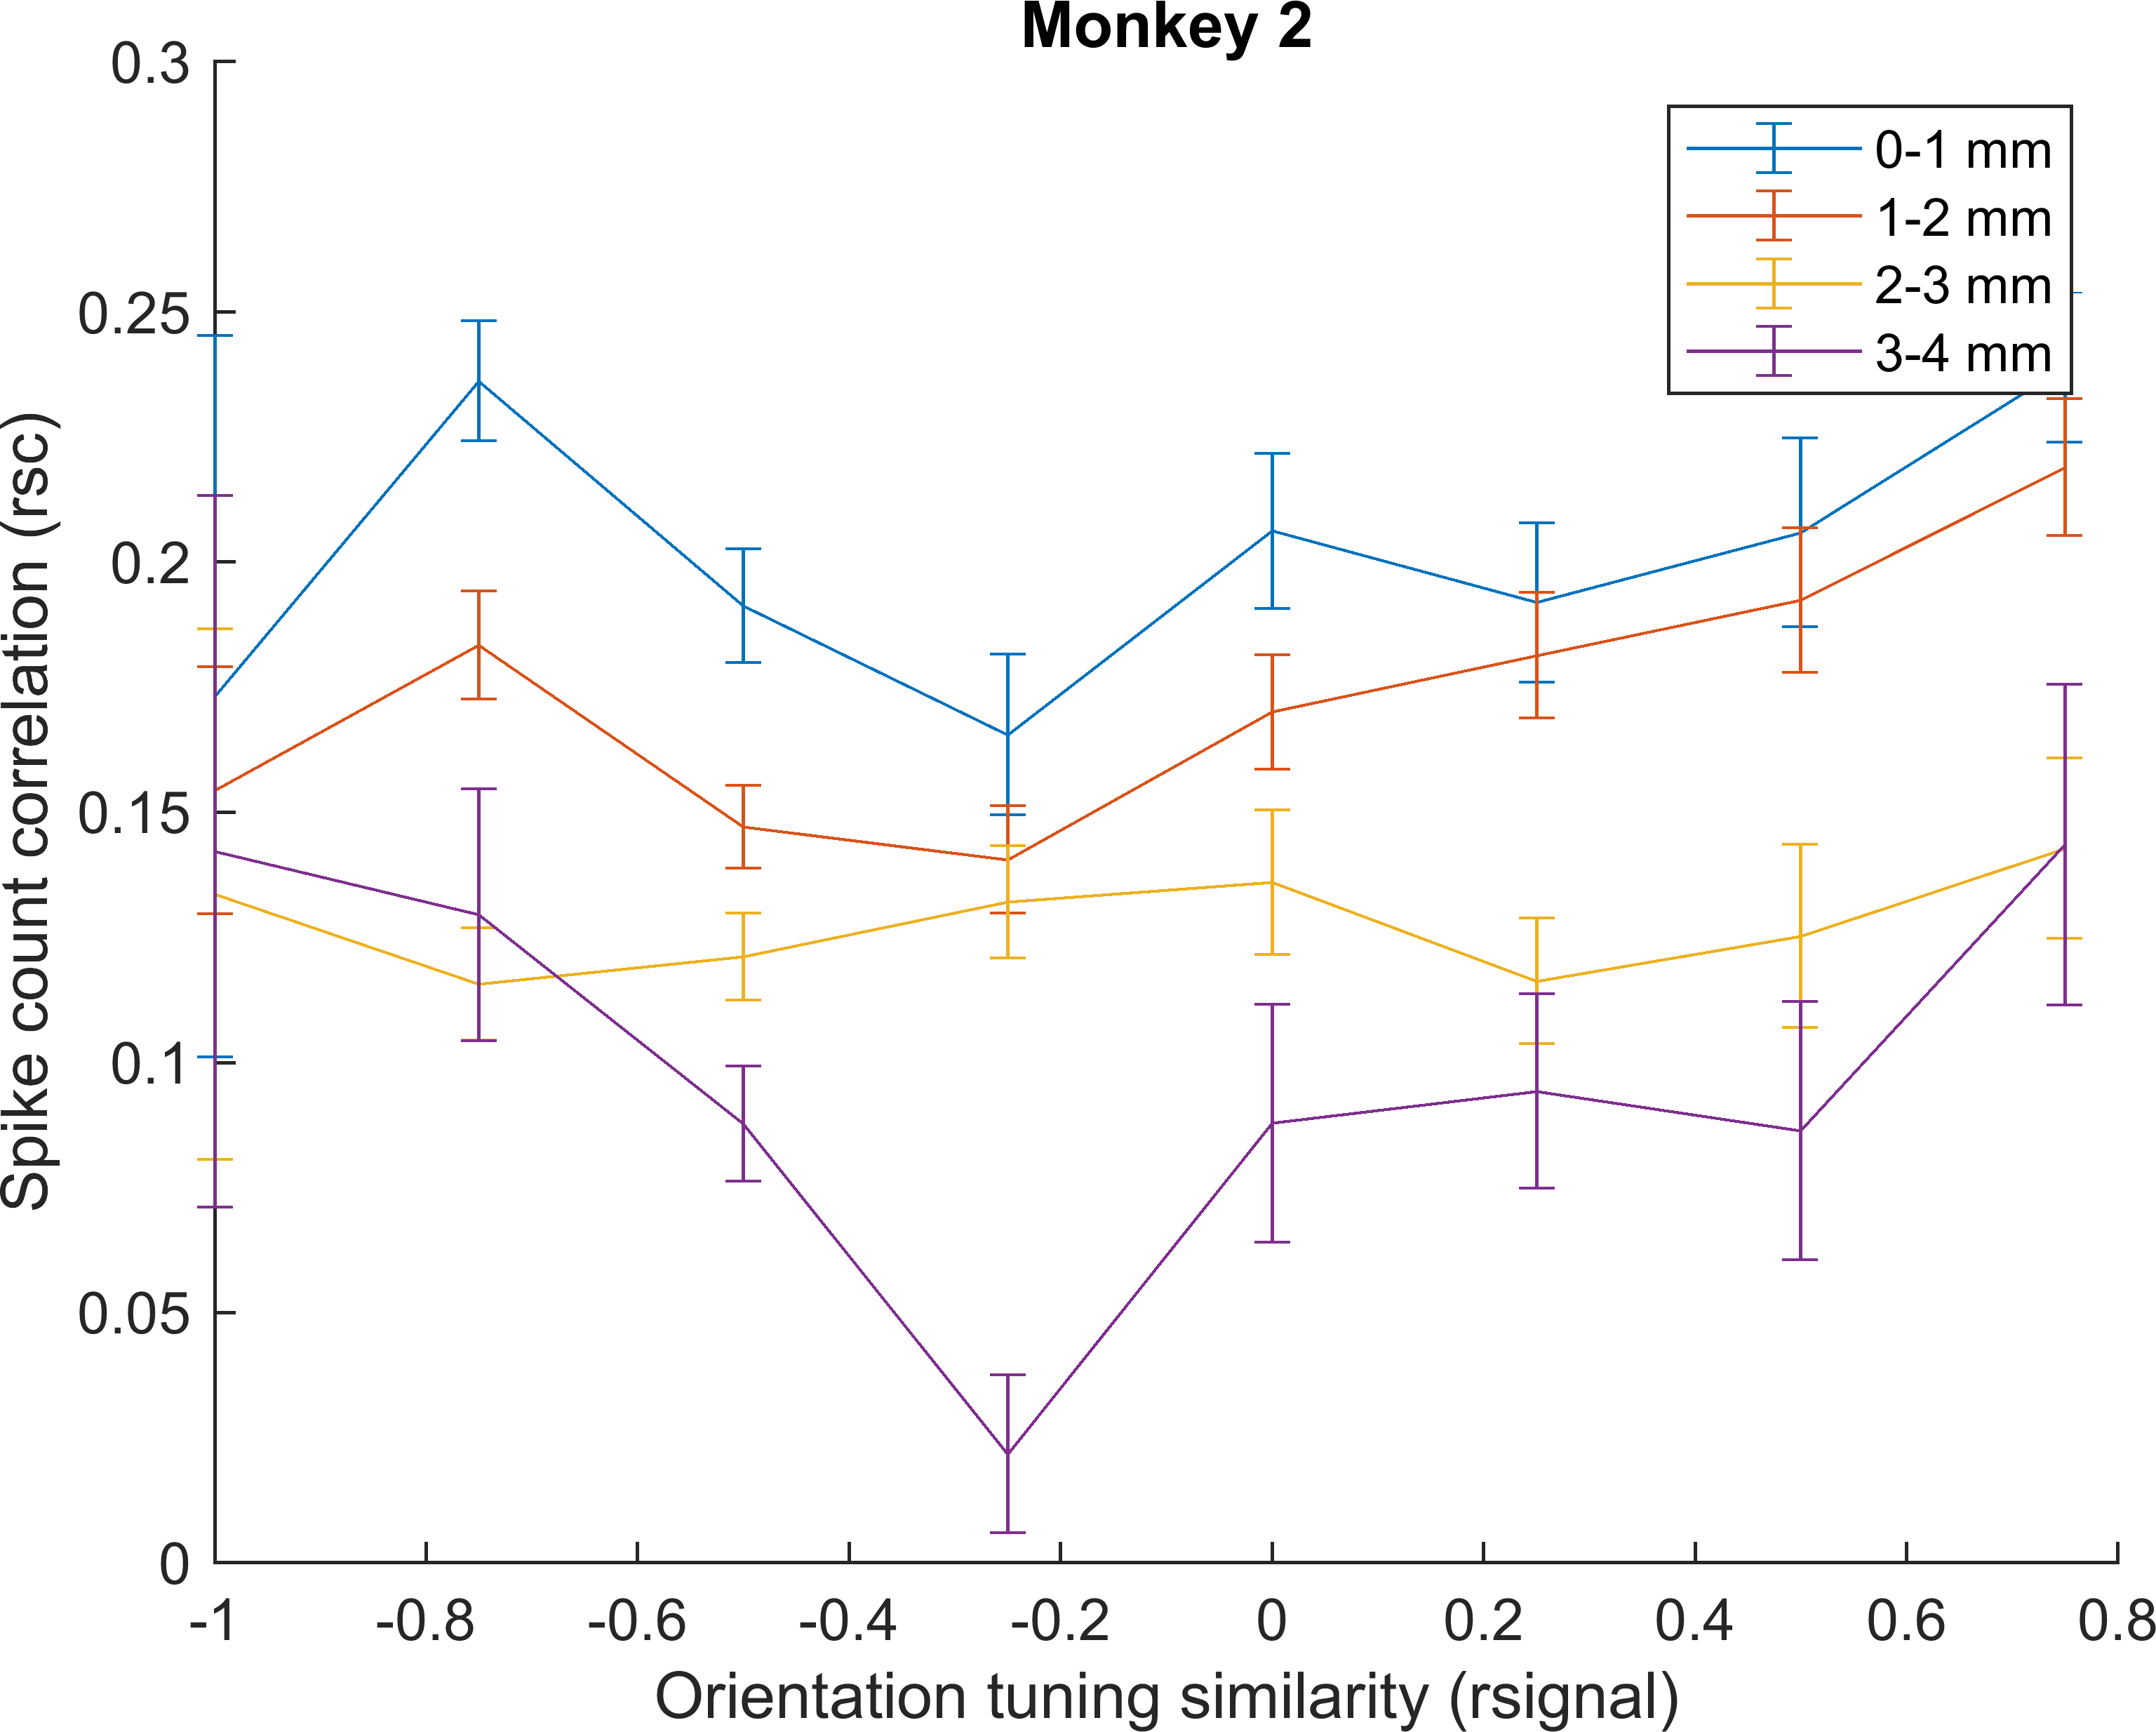 Monkey 2
0.3
0.25
0.2
0.15
0.1
0.05
0
Spike count correlation (rsc)
0-1 mm
1-2 mm
2-3 mm
3-4 mm
-1 -0.8 -0.6 -0.4 -0.2 0 0.2 0.4 0.6 0.8
Orientation tuning similarity (rsignal)